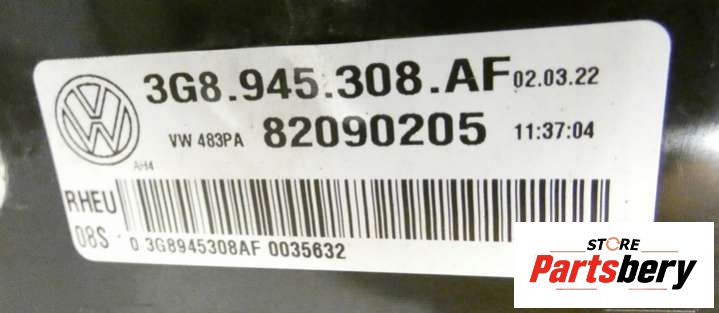 3G8.945.308.AF 02.03.22
VW 483PA 82090205 11:37:04
AH4
RHEU
08S 0 3G8945308AF 0035632
STORE
Partsbery